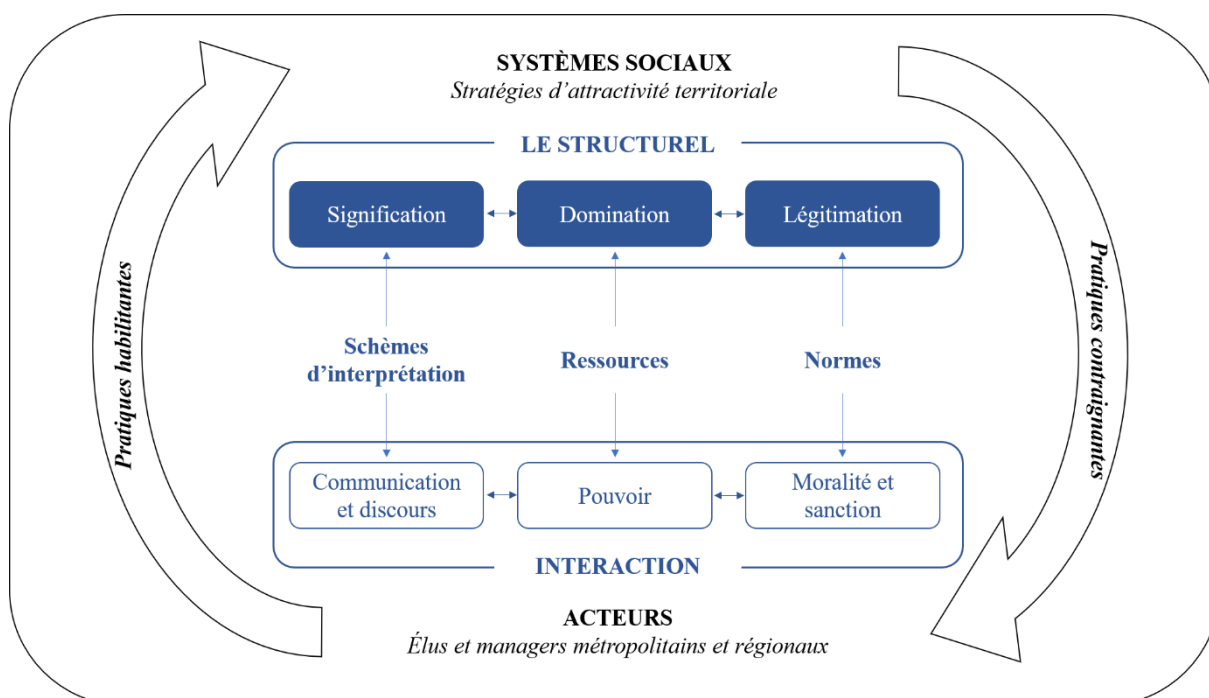 SYSTÈMES SOCIAUX
Stratégies d’attractivité territoriale
LE STRUCTUREL
Signification
Domination
Légitimation
Pratiques habilitantes
Pratiques contraignantes
Schèmes
d’interprétation
Ressources
Normes
Communication
et discours
Pouvoir
Moralité et
sanction
INTERACTION
ACTEURS
Élus et managers métropolitains et régionaux